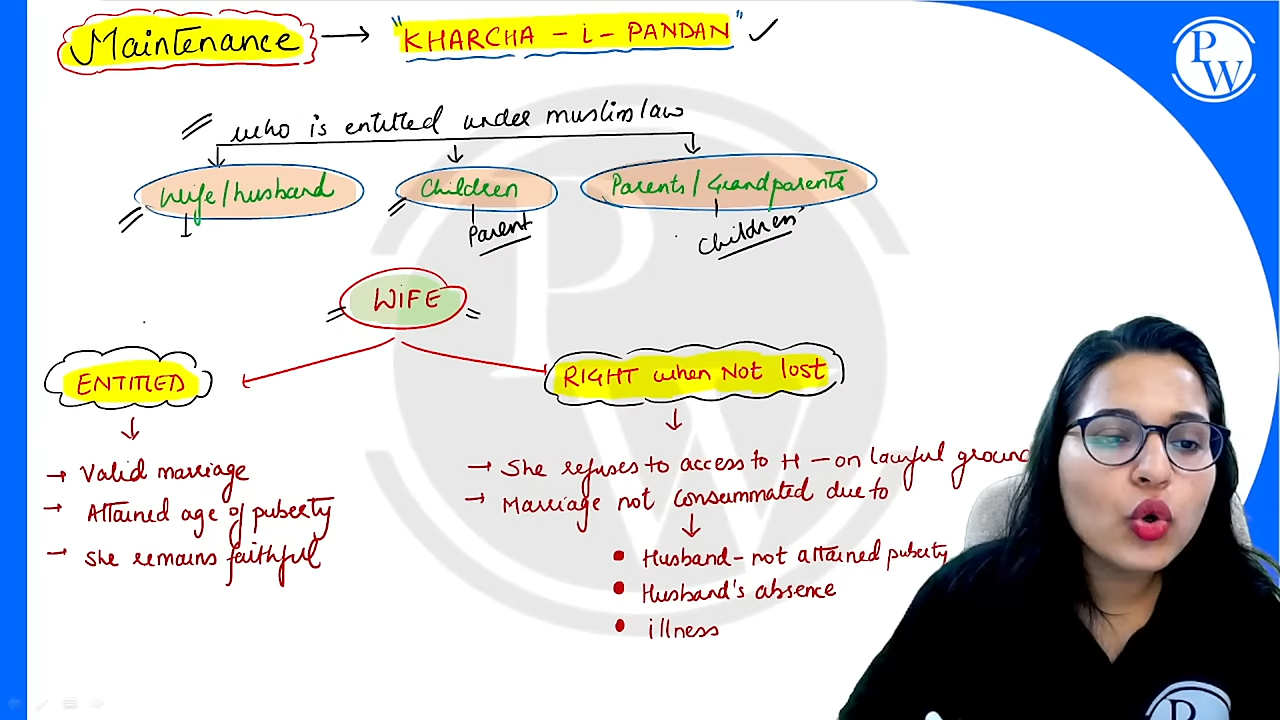 Maintenance → "KHARCHA - i - PANDAN" ✓
PW
who is entitled under muslim law
Wife/husband
Children
Parents/Grandparents
Parent
Children
WIFE
ENTITLED
RIGHT when Not lost
→ Valid marriage
→ Attained age of puberty
→ She remains faithful
→ She refuses to access to H - on lawful ground
→ Marriage not consummated due to
• Husband - not attained puberty
• Husband's absence
• illness
PW
W